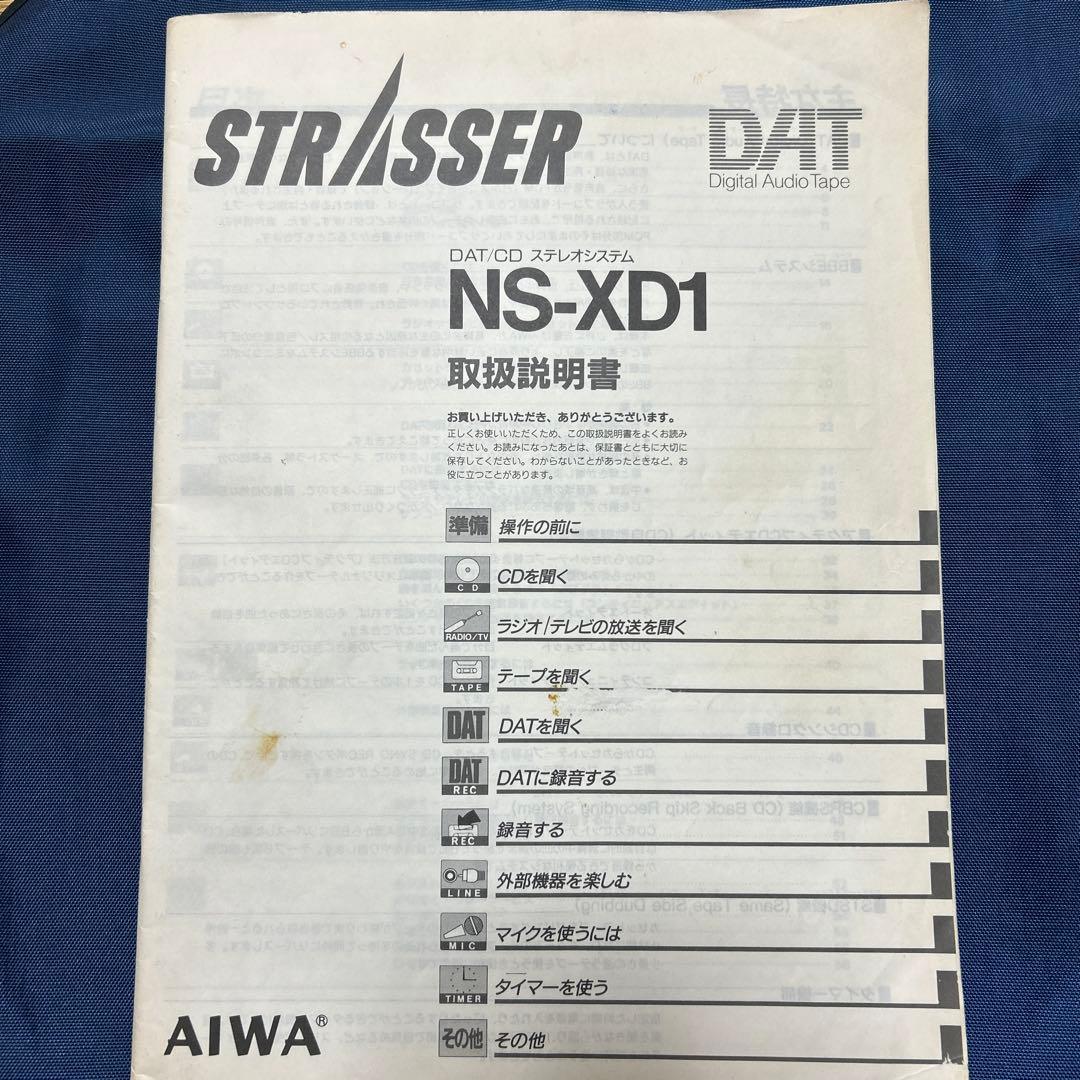 STRASSER
DAT
Digital Audio Tape
DAT/CD ステレオシステム
NS-XD1
取扱説明書
お買い上げいただき、ありがとうございます。
正しくお使いいただくため、この取扱説明書をよくお読み
ください。お読みになったあとは、保証書とともに大切に
保存してください。わからないことがあったときなど、お
役に立つことがあります。
準備 操作の前に
CD CDを聞く
RADIO/TV ラジオ/テレビの放送を聞く
TAPE テープを聞く
DAT DATを聞く
DAT REC DATに録音する
REC 録音する
LINE 外部機器を楽しむ
MIC マイクを使うには
TIMER タイマーを使う
その他 その他
AIWA®